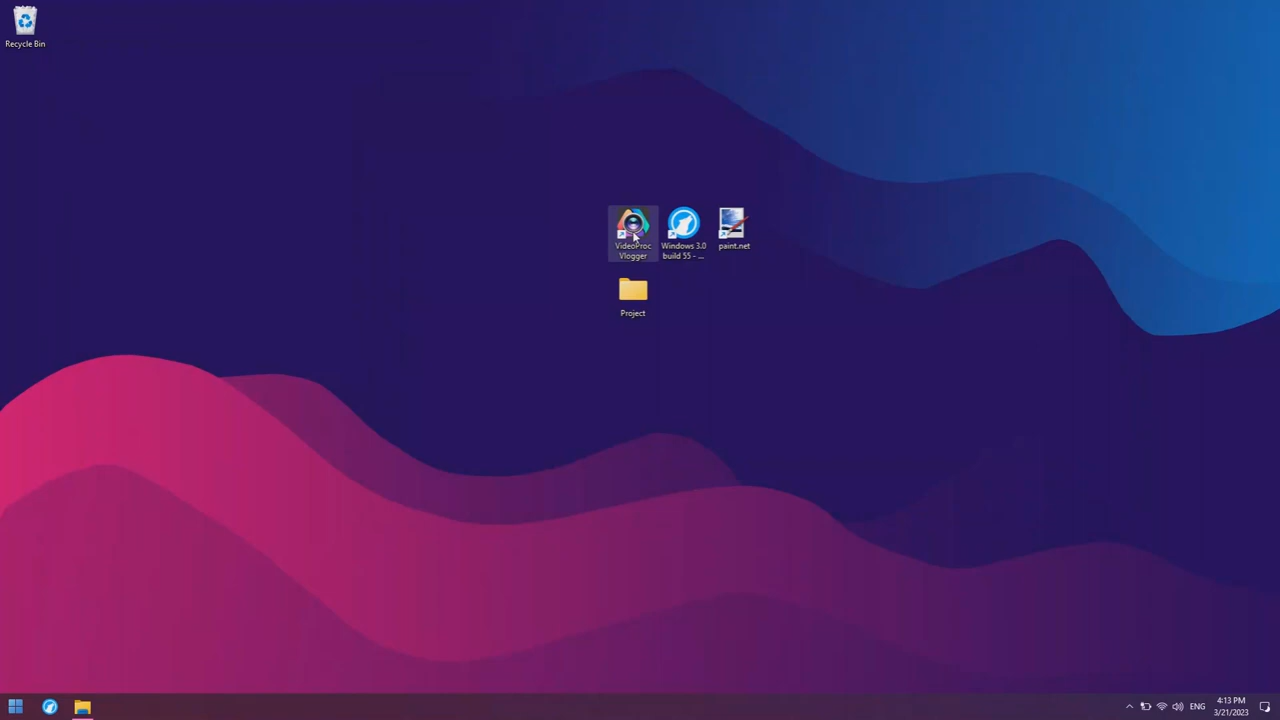 Recycle Bin
VideoProc
Vlogger
Windows 3.0
build 55 - ...
paint.net
Project
ENG
4:13 PM
3/21/2023